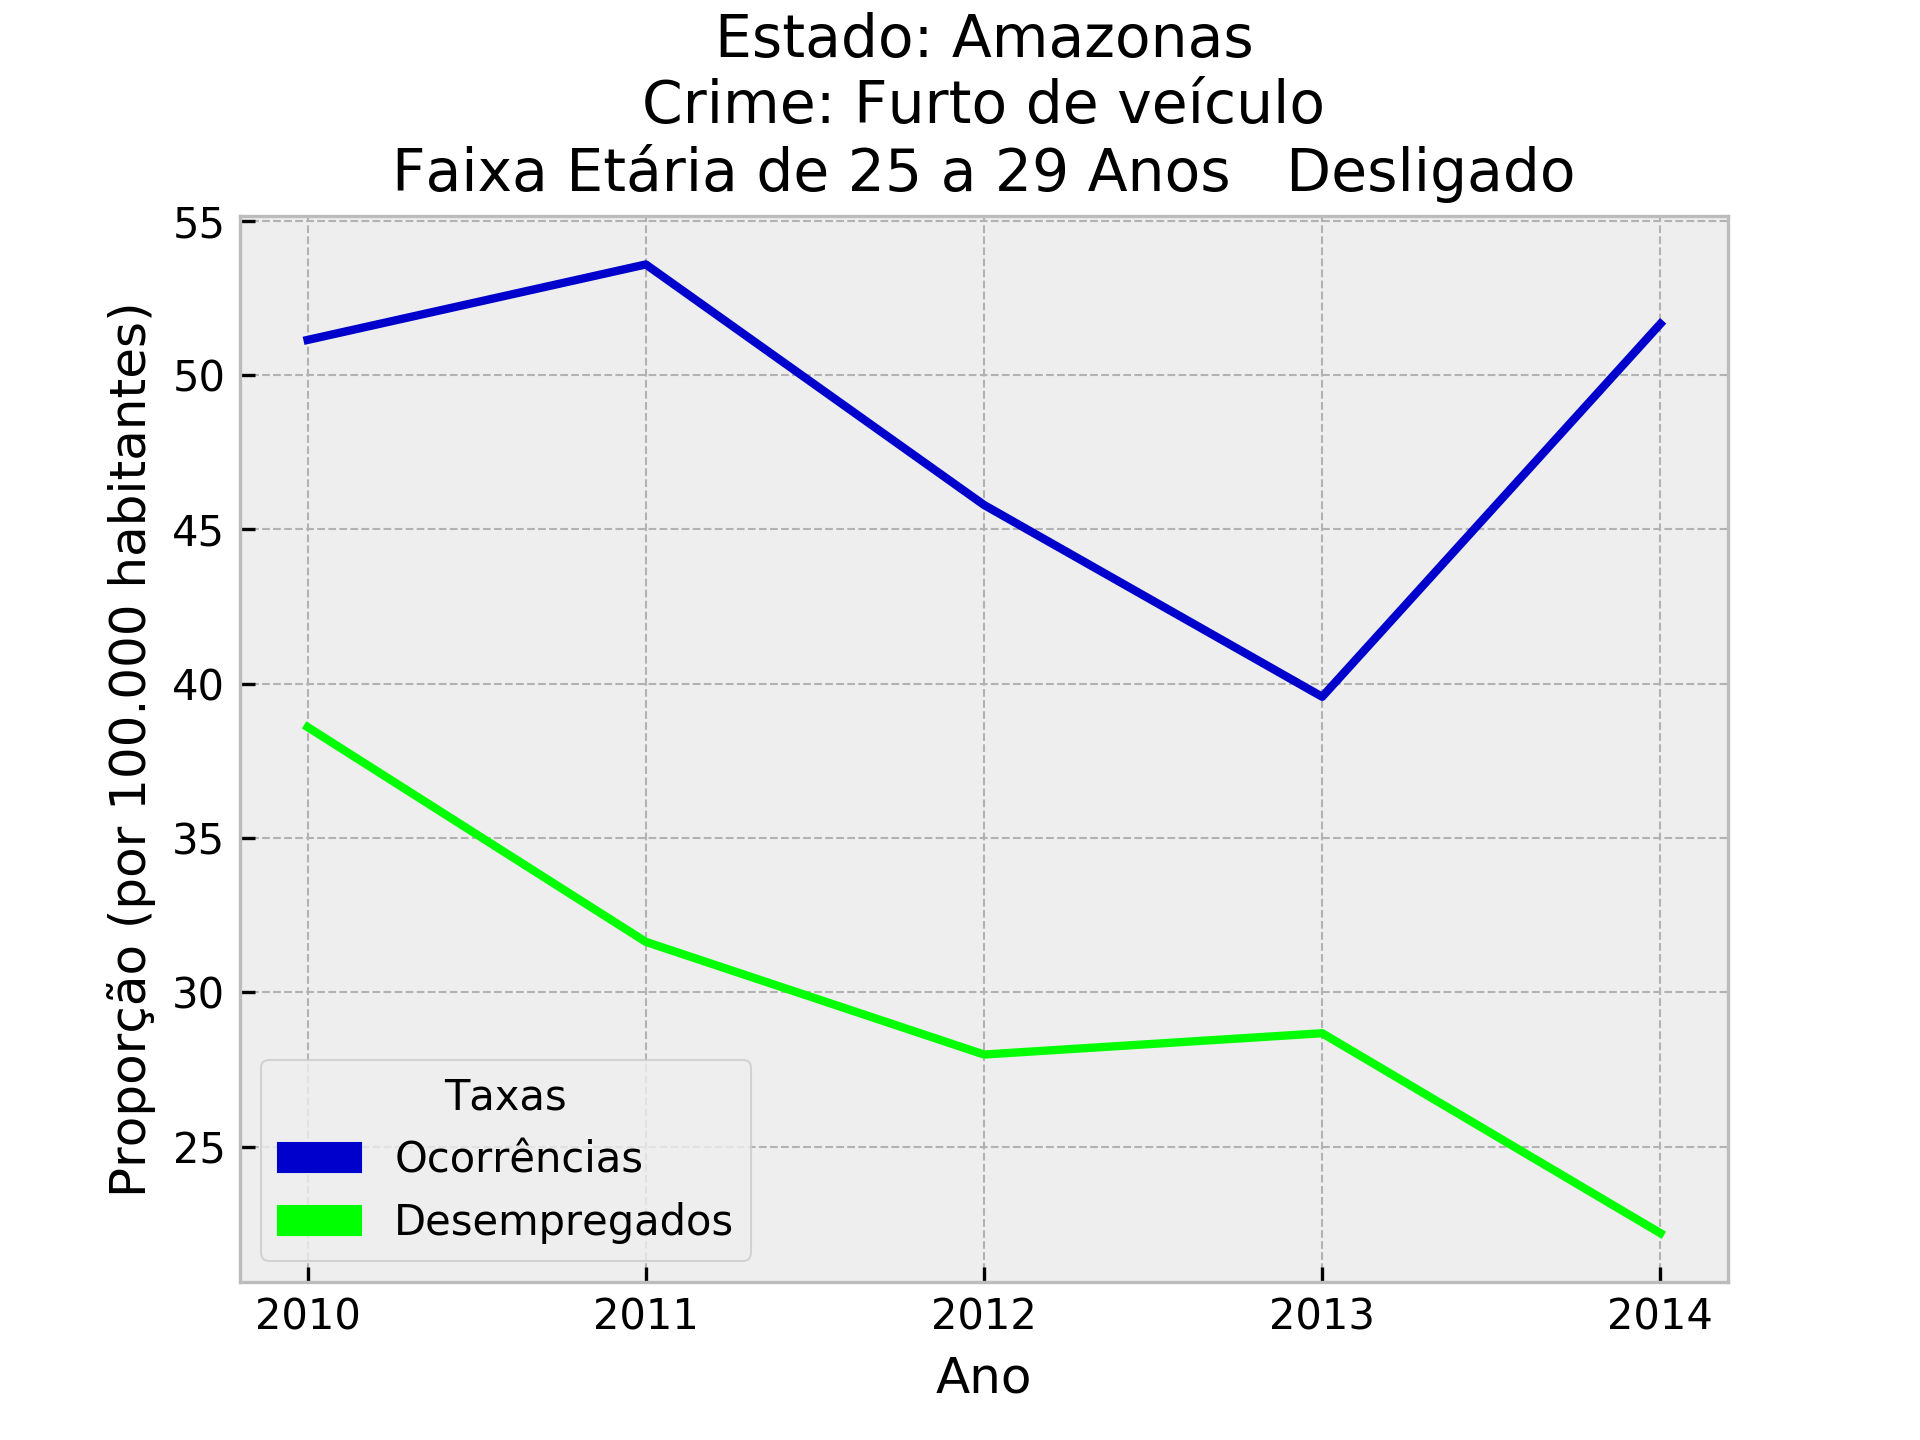 Estado: Amazonas
Crime: Furto de veículo
Faixa Etária de 25 a 29 Anos   Desligado
Proporção (por 100.000 habitantes)
55
50
45
40
35
30
25
Taxas
Ocorrências
Desempregados
2010 2011 2012 2013 2014
Ano